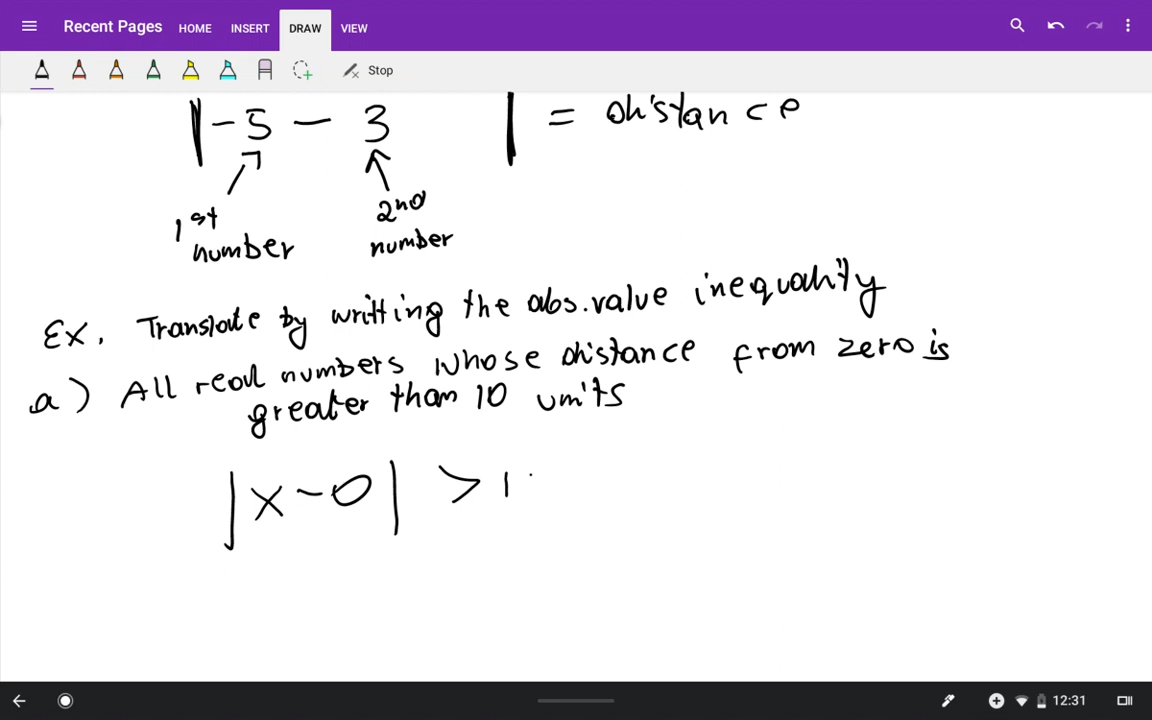 Recent Pages HOME INSERT DRAW VIEW
Stop
|-5 - 3 | = distance
1st number 2nd number
Ex. Translate by writting the abs.value inequality
a) All real numbers whose distance from zero is
greater than 10 units
|x-0| > 1
12:31